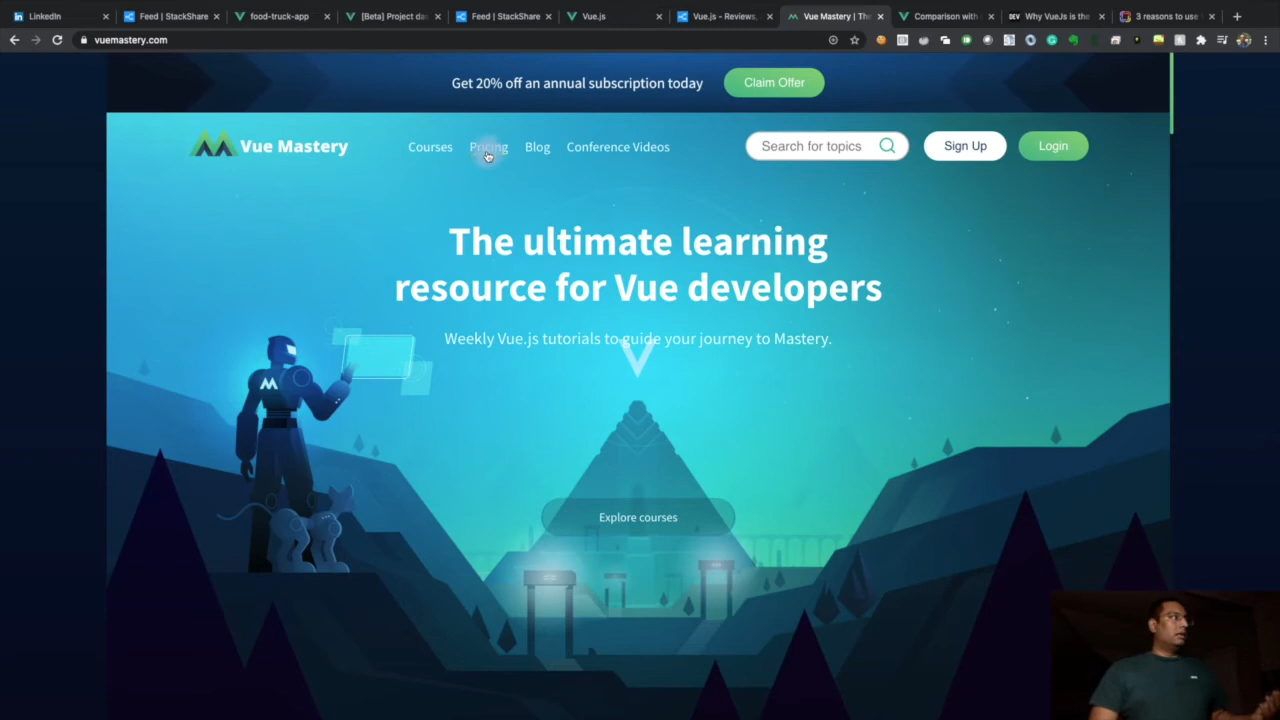 LinkedIn
Feed | StackShare
food-truck-app
[Beta] Project da
Feed | StackShare
Vue.js
Vue.js - Reviews,
Vue Mastery | The
Comparison with
DEV Why VueJs is the
3 reasons to use
vuemastery.com
Get 20% off an annual subscription today
Claim Offer
Vue Mastery
Courses
Pricing
Blog
Conference Videos
Search for topics
Sign Up
Login
The ultimate learning
resource for Vue developers
Weekly Vue.js tutorials to guide your journey to Mastery.
Explore courses